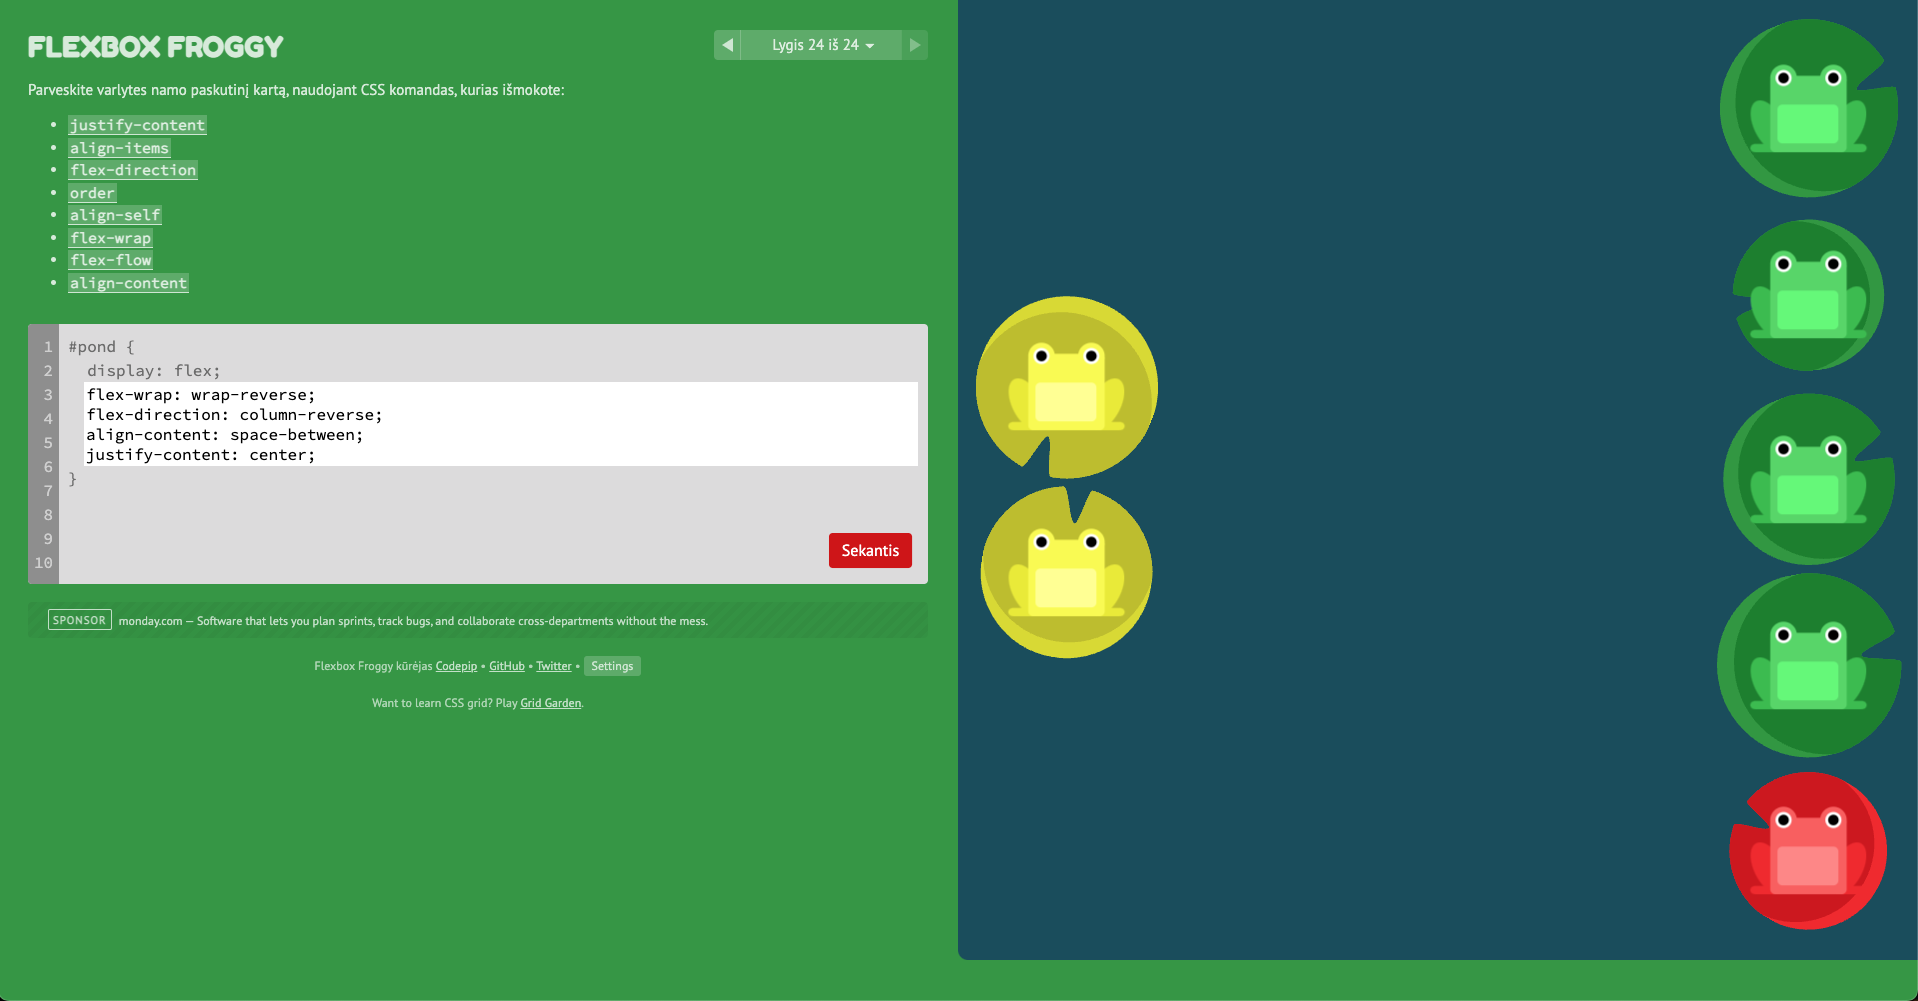 FLEXBOX FROGGY
Lygis 24 iš 24
Parveskite varlytes namo paskutinį kartą, naudojant CSS komandas, kurias išmokote:
justify-content
align-items
flex-direction
order
align-self
flex-wrap
flex-flow
align-content
1 #pond {
2 display: flex;
3 flex-wrap: wrap-reverse;
4 flex-direction: column-reverse;
5 align-content: space-between;
6 justify-content: center;
7 }
8
9
10
Sekantis
SPONSOR monday.com — Software that lets you plan sprints, track bugs, and collaborate cross-departments without the mess.
Flexbox Froggy kūrėjas Codepip • GitHub • Twitter • Settings
Want to learn CSS grid? Play Grid Garden.